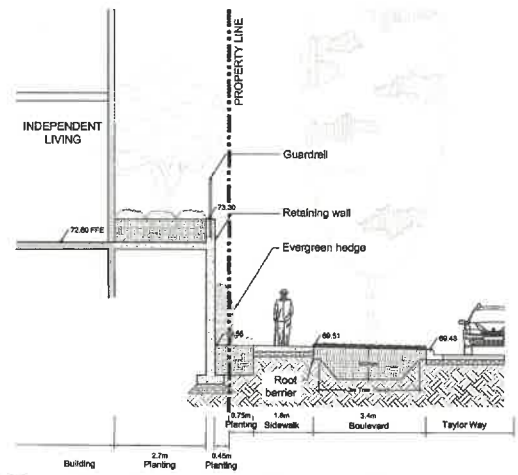 PROPERTY LINE
INDEPENDENT
LIVING
Guardrail
73.30
Retaining wall
72.60 FFE
Evergreen hedge
69.51
69.43
Root
barrier
0.75m
Planting
1.8m
Sidewalk
3.4m
Boulevard
Taylor Way
Building
2.7m
Planting
0.45m
Planting